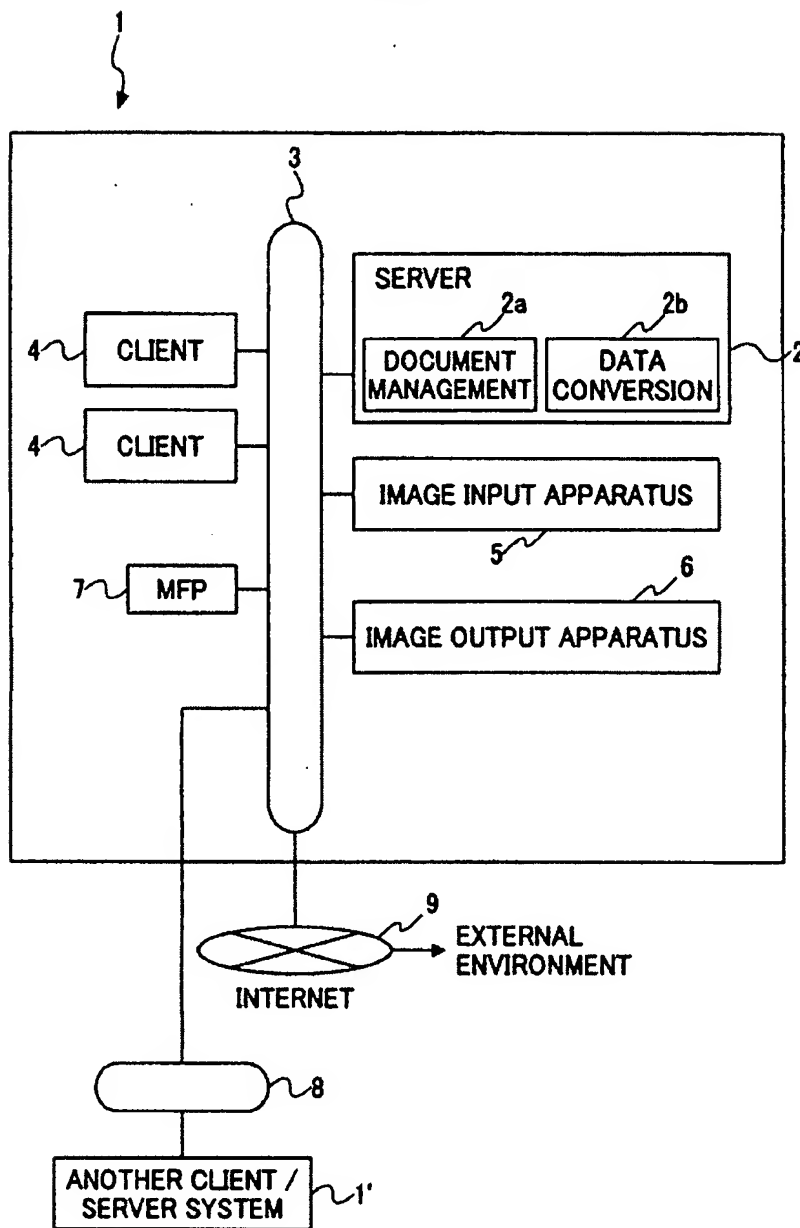 1
3
SERVER
2a
2b
DOCUMENT
MANAGEMENT
DATA
CONVERSION
2
4
CLIENT
4
CLIENT
IMAGE INPUT APPARATUS
5
7
MFP
6
IMAGE OUTPUT APPARATUS
9
EXTERNAL
ENVIRONMENT
INTERNET
8
ANOTHER CLIENT /
SERVER SYSTEM
1'